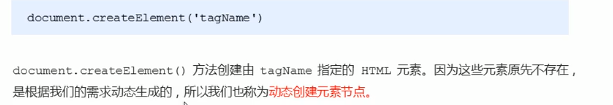 document.createElement('tagName')
document.createElement() 方法创建由 tagName 指定的 HTML 元素。因为这些元素原先不存在，
是根据我们的需求动态生成的，所以我们也称为动态创建元素节点。